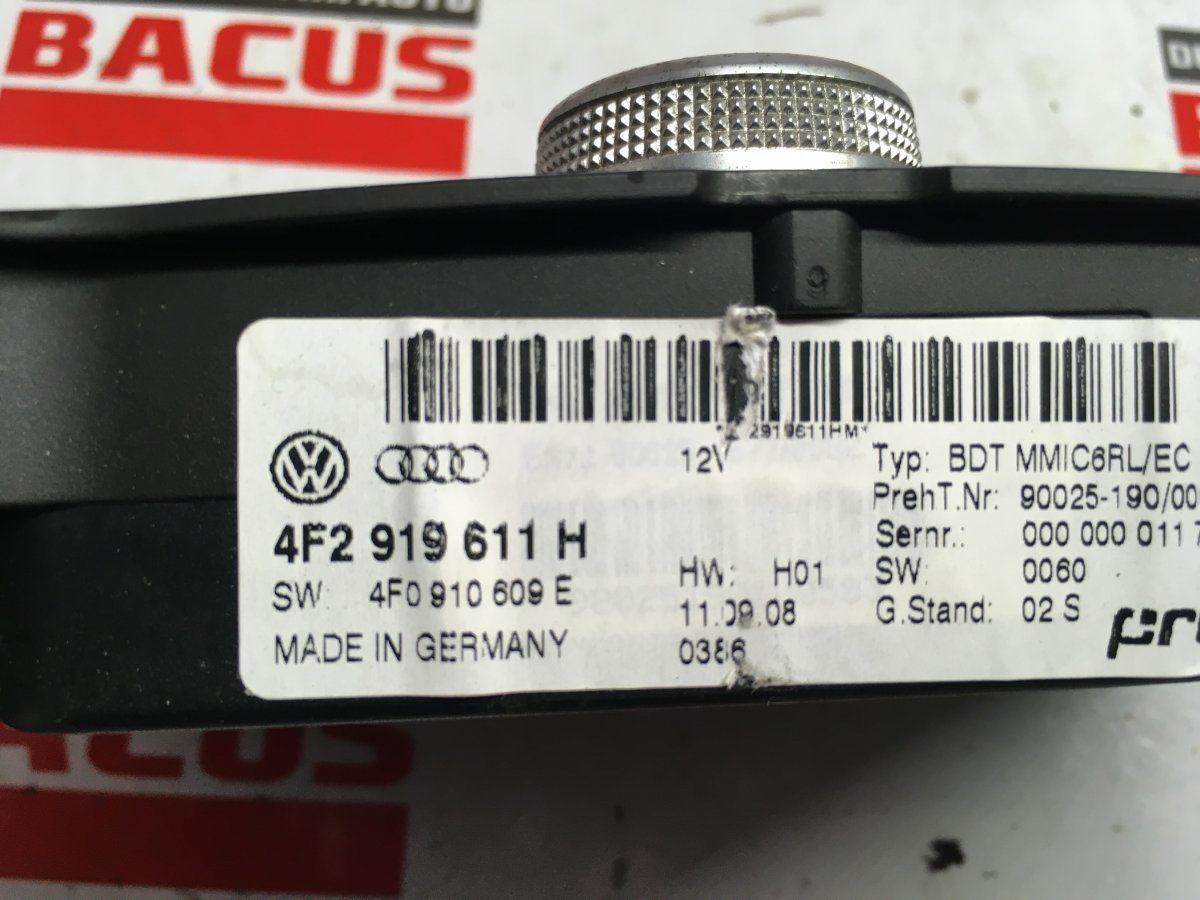 BACUS
2919611HM*
12V
Typ: BDT MMIC6RL/EC
PrehT.Nr: 90025-190/00
4F2 919 611 H
Sernr.: 000 000 011
SW: 4F0 910 609 E
HW: H01
SW: 0060
11.09.08
G.Stand: 02 S
MADE IN GERMANY
0386